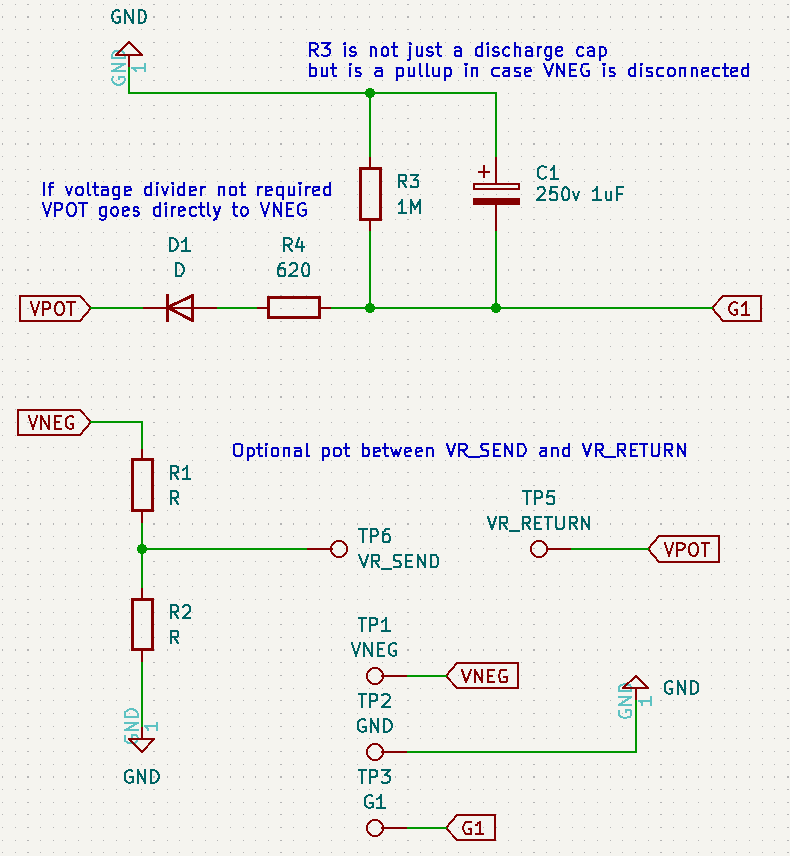 GND
GND
1
R3 is not just a discharge cap
but is a pullup in case VNEG is disconnected
R3
1M
C1
250v 1uF
If voltage divider not required
VPOT goes directly to VNEG
D1
D
R4
620
VPOT
G1
VNEG
Optional pot between VR_SEND and VR_RETURN
R1
R
TP5
VR_RETURN
TP6
VR_SEND
VPOT
R2
R
TP1
VNEG
VNEG
TP2
GND
GND
1
GND
GND
1
GND
TP3
G1
G1